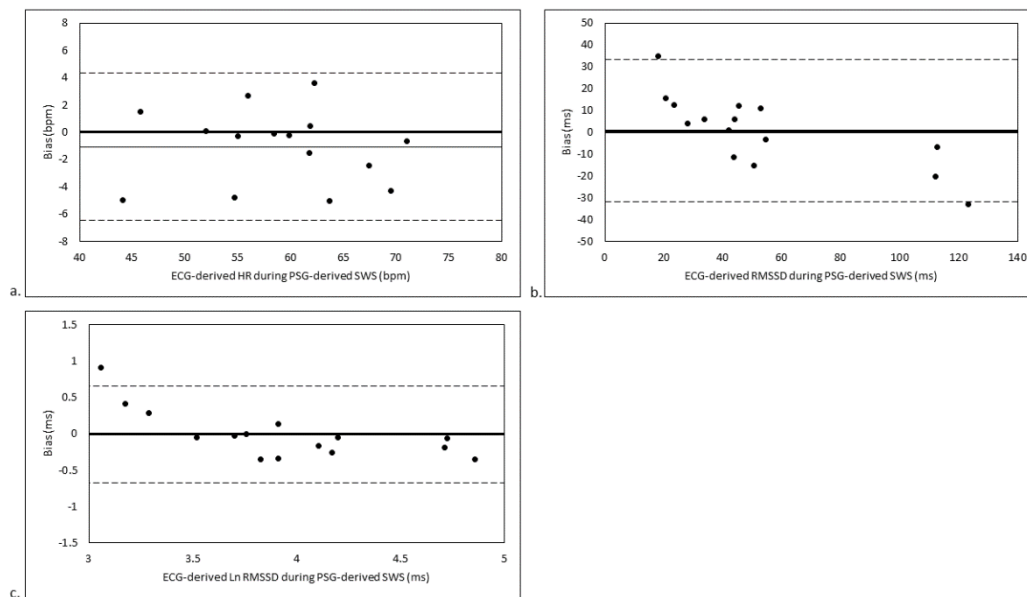 8
6
4
2
0
-2
-4
-6
-8
Bias (bpm)
40 45 50 55 60 65 70 75 80
ECG-derived HR during PSG-derived SWS (bpm)
a.
50
40
30
20
10
0
-10
-20
-30
-40
-50
Bias (ms)
0 20 40 60 80 100 120 140
ECG-derived RMSSD during PSG-derived SWS (ms)
b.
1.5
1
0.5
0
-0.5
-1
-1.5
Bias (ms)
3 3.5 4 4.5 5
ECG-derived Ln RMSSD during PSG-derived SWS (ms)
c.